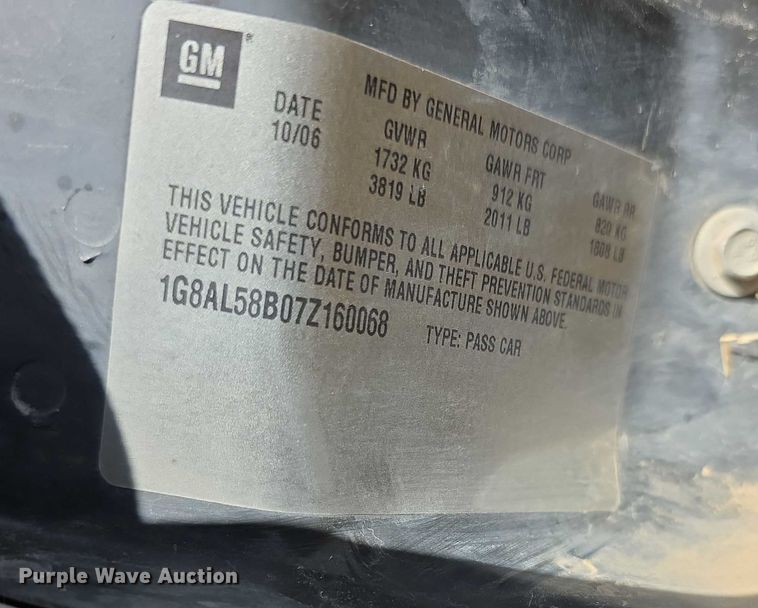 GM
DATE
10/06
MFD BY GENERAL MOTORS CORP
GVWR GAWR FRT GAWR RR
1732 KG 912 KG 820 KG
3819 LB 2011 LB 1808 LB
THIS VEHICLE CONFORMS TO ALL APPLICABLE U.S. FEDERAL MOTOR
VEHICLE SAFETY, BUMPER, AND THEFT PREVENTION STANDARDS IN
EFFECT ON THE DATE OF MANUFACTURE SHOWN ABOVE.
1G8AL58B07Z160068 TYPE: PASS CAR
Purple Wave Auction